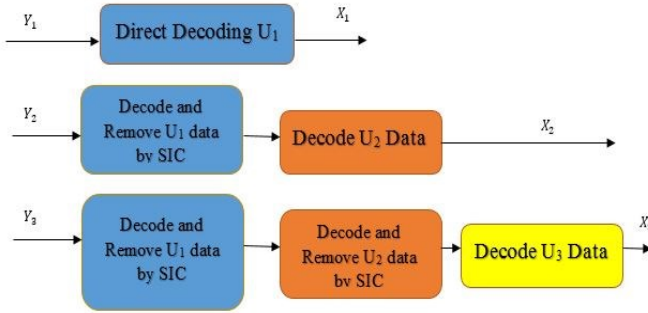 Y₁
Direct Decoding U₁
X₁
Y₂
Decode and
Remove U₁ data
by SIC
Decode U₂ Data
X₂
Y₃
Decode and
Remove U₁ data
by SIC
Decode and
Remove U₂ data
by SIC
Decode U₃ Data
X